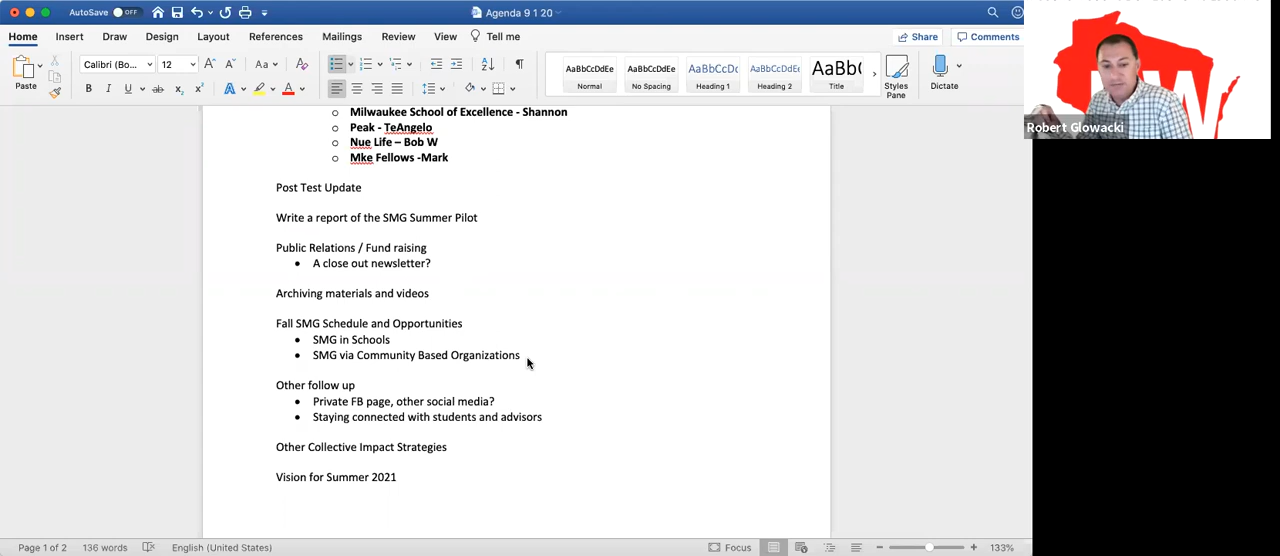 AutoSave OFF
Agenda 9 1 20
Home Insert Draw Design Layout References Mailings Review View Tell me
Share Comments
Paste
Calibri (Bo... 12
AaBbCcDdEe AaBbCcDdEe AaBbCcDc AaBbCcDdEe AaBb(
Normal No Spacing Heading 1 Heading 2 Title
Styles Pane
Dictate
Milwaukee School of Excellence - Shannon
Peak - TeAngelo
Nue Life – Bob W
Mke Fellows -Mark
Post Test Update
Write a report of the SMG Summer Pilot
Public Relations / Fund raising
• A close out newsletter?
Archiving materials and videos
Fall SMG Schedule and Opportunities
• SMG in Schools
• SMG via Community Based Organizations
Other follow up
• Private FB page, other social media?
• Staying connected with students and advisors
Other Collective Impact Strategies
Vision for Summer 2021
Page 1 of 2 136 words English (United States) Focus 133%
Robert Glowacki